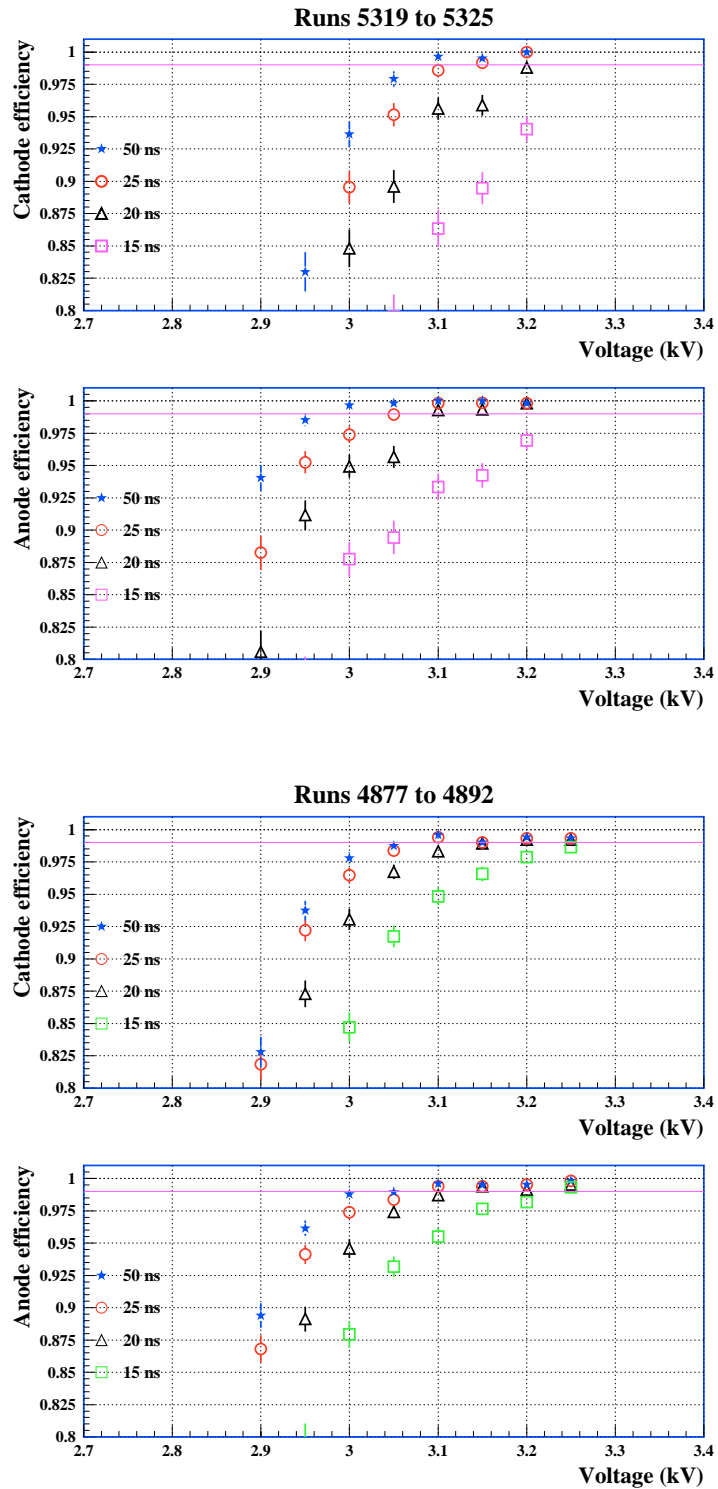 Runs 5319 to 5325
Cathode efficiency
1
0.975
0.95
0.925
0.9
0.875
0.85
0.825
0.8
50 ns
25 ns
20 ns
15 ns
2.7 2.8 2.9 3 3.1 3.2 3.3 3.4
Voltage (kV)
Anode efficiency
1
0.975
0.95
0.925
0.9
0.875
0.85
0.825
0.8
50 ns
25 ns
20 ns
15 ns
2.7 2.8 2.9 3 3.1 3.2 3.3 3.4
Voltage (kV)
Runs 4877 to 4892
Cathode efficiency
1
0.975
0.95
0.925
0.9
0.875
0.85
0.825
0.8
50 ns
25 ns
20 ns
15 ns
2.7 2.8 2.9 3 3.1 3.2 3.3 3.4
Voltage (kV)
Anode efficiency
1
0.975
0.95
0.925
0.9
0.875
0.85
0.825
0.8
50 ns
25 ns
20 ns
15 ns
2.7 2.8 2.9 3 3.1 3.2 3.3 3.4
Voltage (kV)